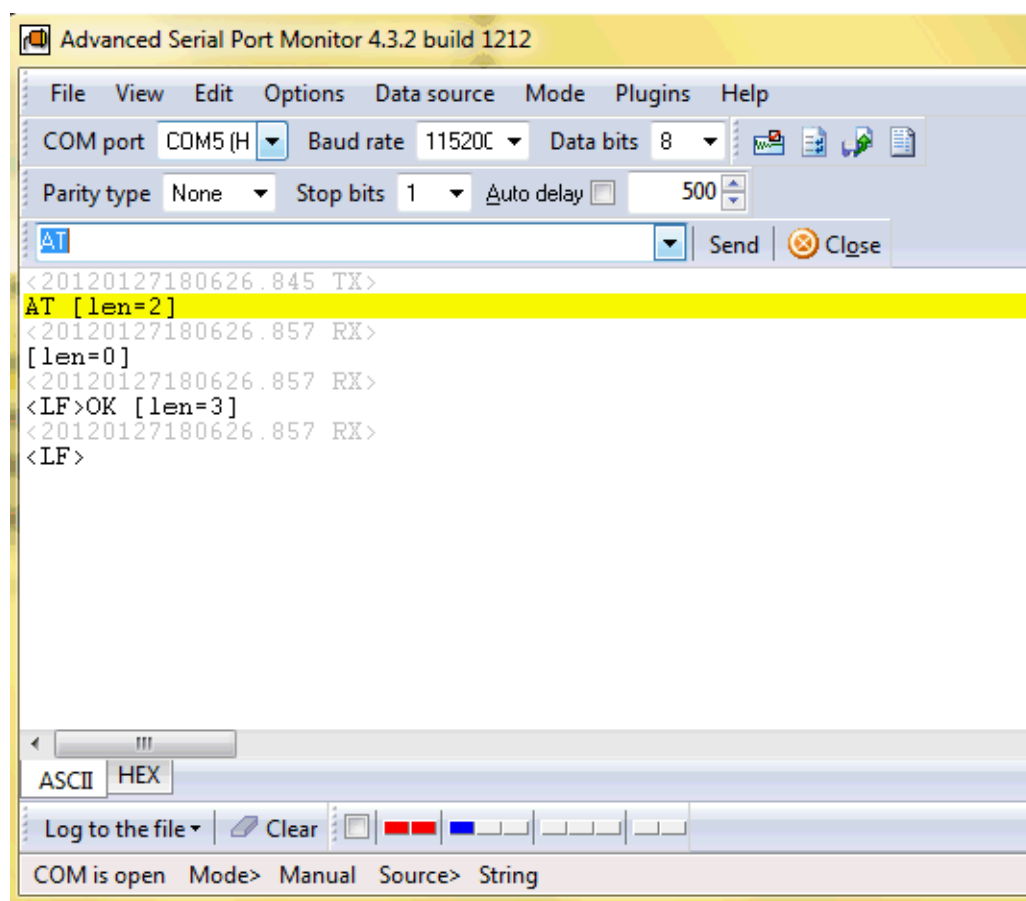 Advanced Serial Port Monitor 4.3.2 build 1212
File View Edit Options Data source Mode Plugins Help
COM port COM5 (H Baud rate 11520C Data bits 8
Parity type None Stop bits 1 Auto delay 500
AT Send Close
<20120127180626.845 TX>
AT [len=2]
<20120127180626.857 RX>
[len=0]
<20120127180626.857 RX>
<LF>OK [len=3]
<20120127180626.857 RX>
<LF>
ASCII HEX
Log to the file Clear
COM is open Mode> Manual Source> String